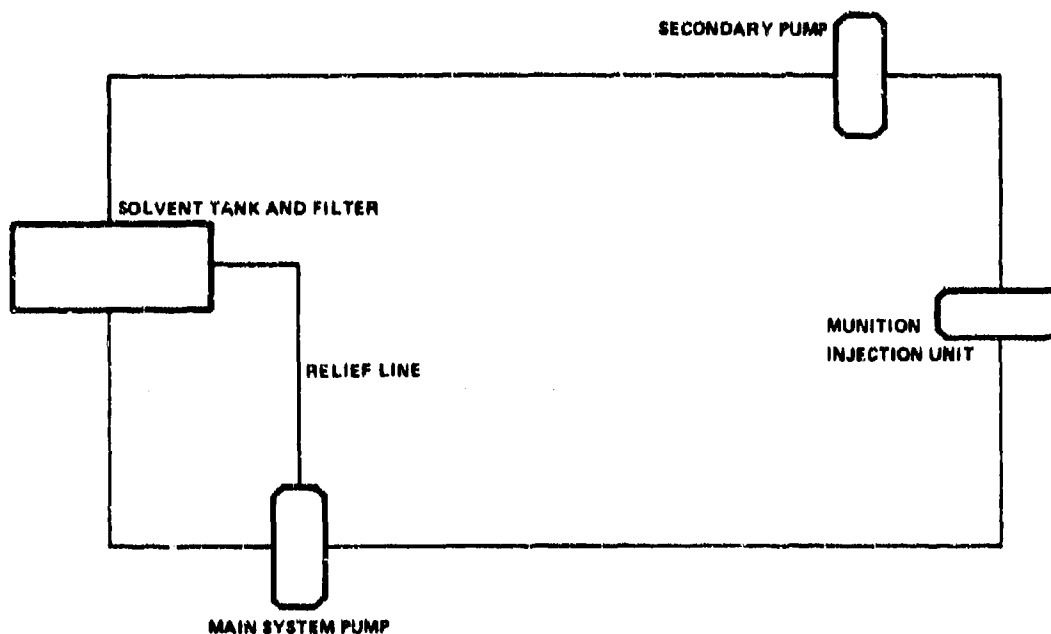 SECONDARY PUMP
SOLVENT TANK AND FILTER
MUNITION
INJECTION UNIT
RELIEF LINE
MAIN SYSTEM PUMP